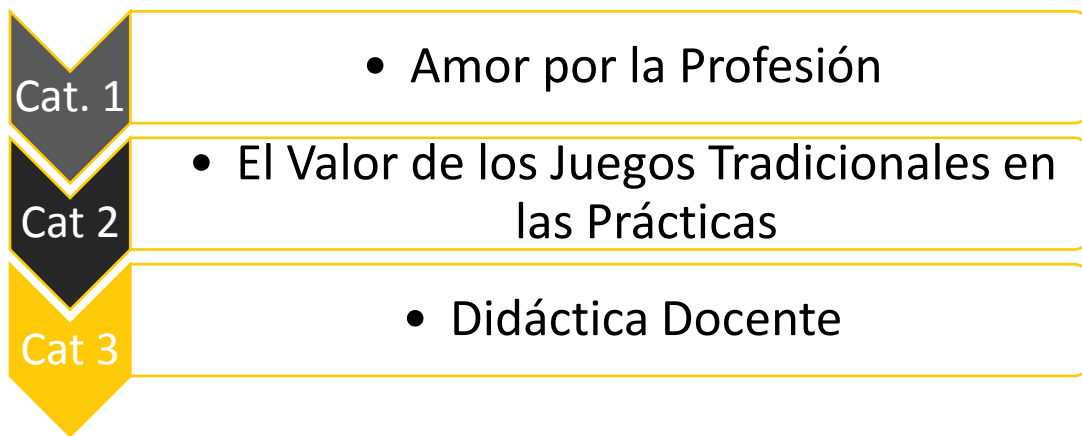 Cat. 1
• Amor por la Profesión
Cat 2
• El Valor de los Juegos Tradicionales en
las Prácticas
Cat 3
• Didáctica Docente